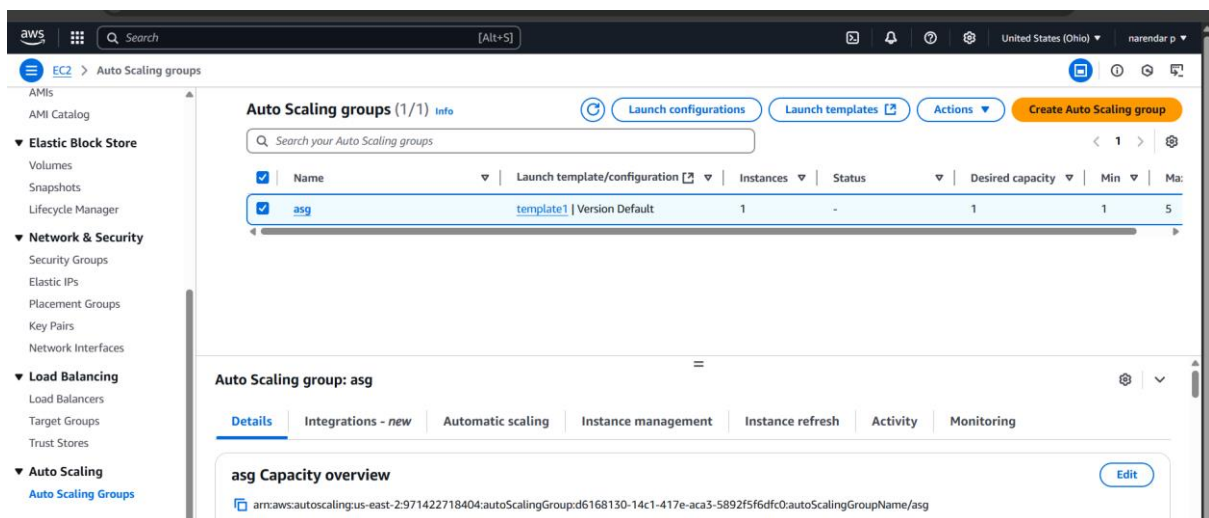 aws Search [Alt+S] United States (Ohio) narendar p
EC2 > Auto Scaling groups
AMIs
AMI Catalog
Elastic Block Store
Volumes
Snapshots
Lifecycle Manager
Network & Security
Security Groups
Elastic IPs
Placement Groups
Key Pairs
Network Interfaces
Load Balancing
Load Balancers
Target Groups
Trust Stores
Auto Scaling
Auto Scaling Groups
Auto Scaling groups (1/1) Info Launch configurations Launch templates Actions Create Auto Scaling group
Search your Auto Scaling groups < 1 >
Name Launch template/configuration Instances Status Desired capacity Min Ma
asg template1 | Version Default 1 - 1 1 5
Auto Scaling group: asg
Details Integrations - new Automatic scaling Instance management Instance refresh Activity Monitoring
asg Capacity overview Edit
arn:aws:autoscaling:us-east-2:971422718404:autoScalingGroup:d6168130-14c1-417e-aca3-5892f5f6dfc0:autoScalingGroupName/asg